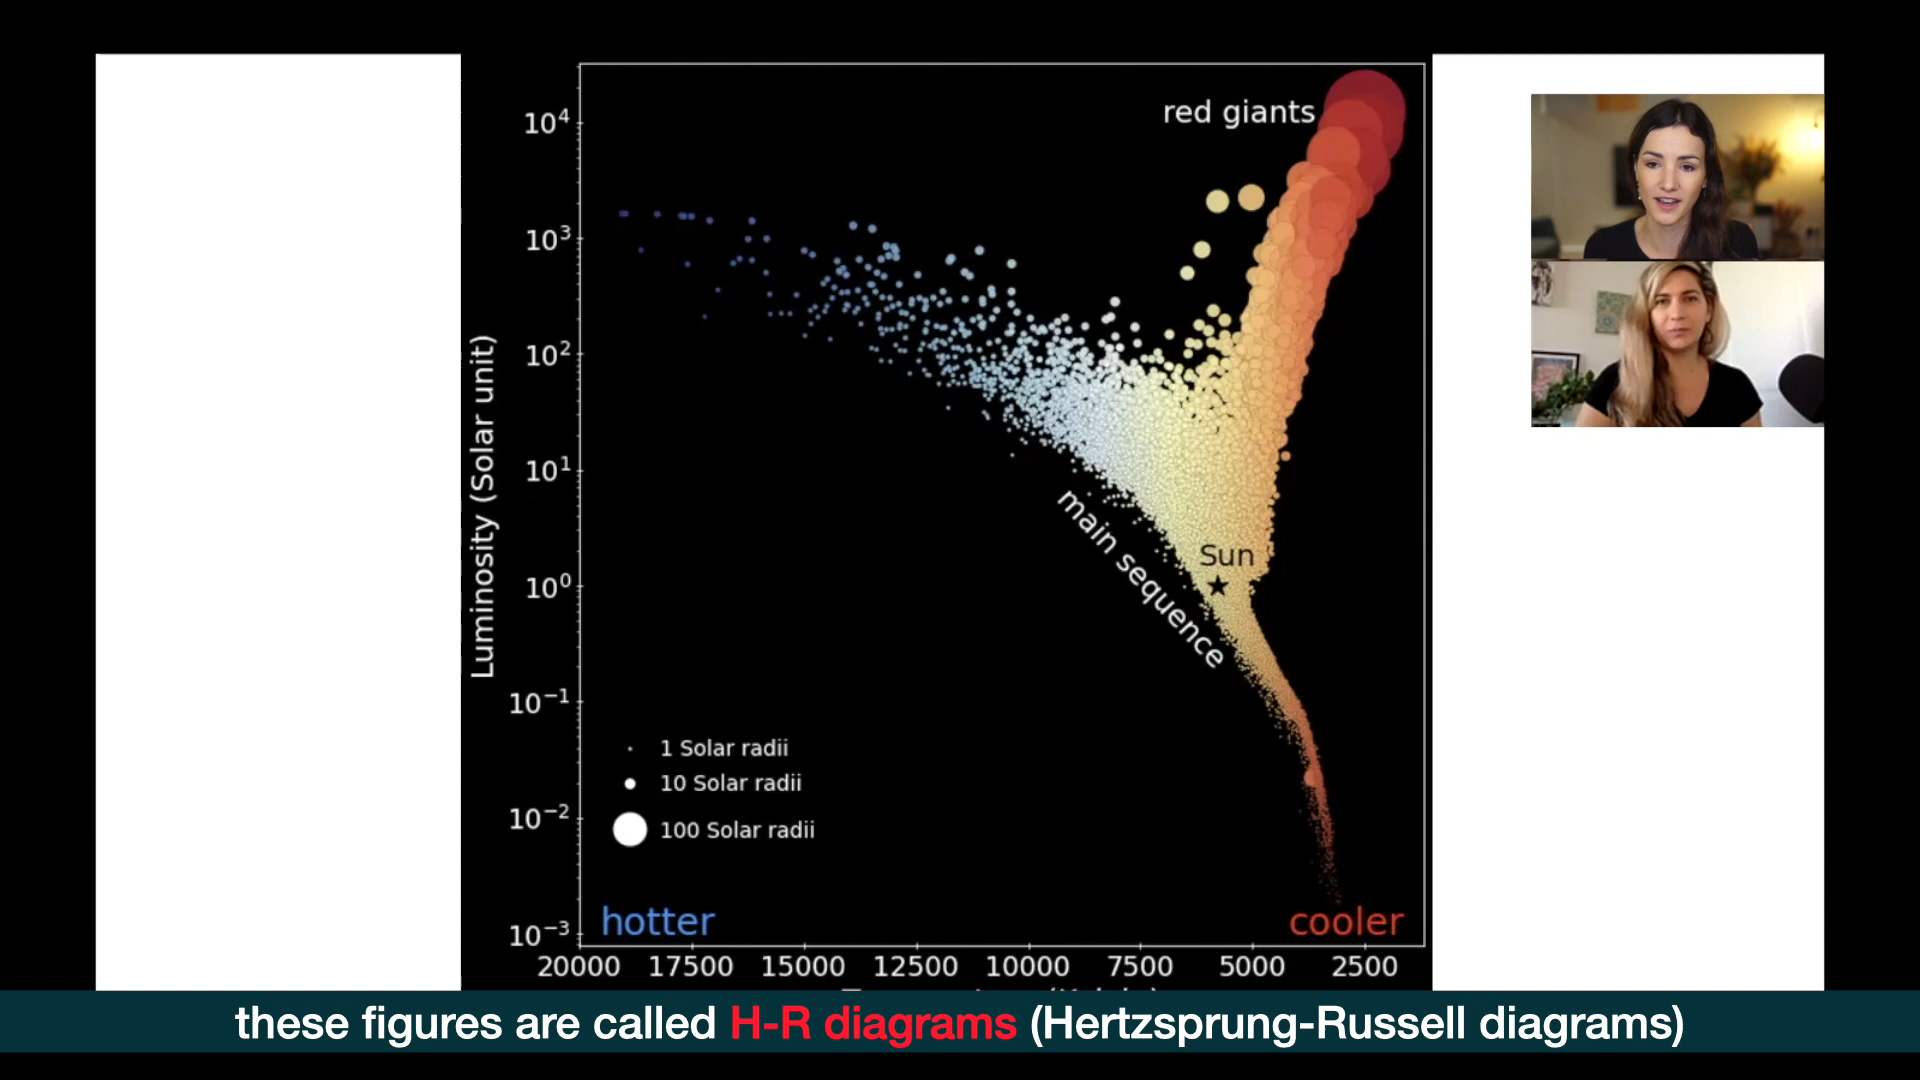 red giants
10⁴
10³
10²
10¹
10⁰
10⁻¹
10⁻²
10⁻³
Luminosity (Solar unit)
main sequence
Sun
1 Solar radii
10 Solar radii
100 Solar radii
hotter
cooler
20000 17500 15000 12500 10000 7500 5000 2500
these figures are called H-R diagrams (Hertzsprung-Russell diagrams)